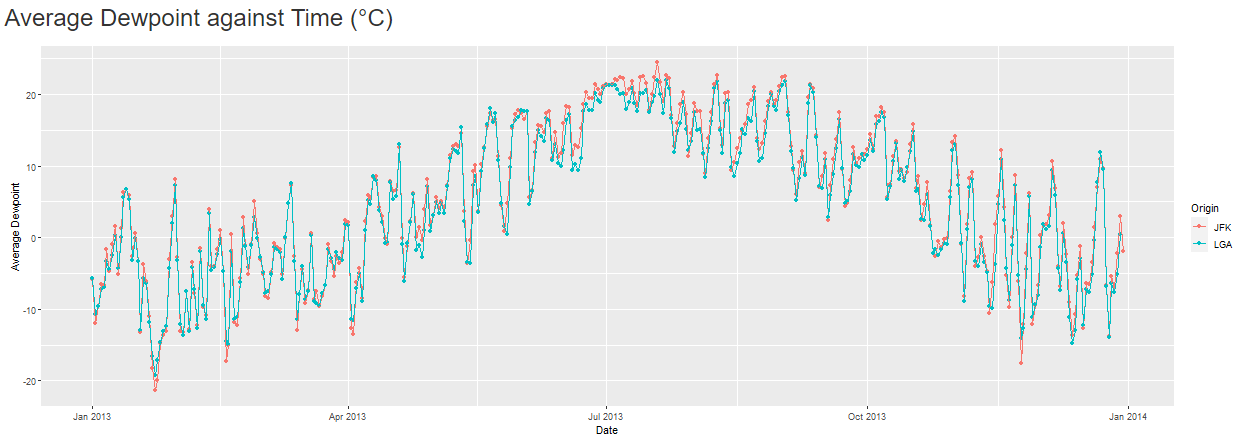 Average Dewpoint against Time (°C)
20
10
0
-10
-20
Average Dewpoint
Jan 2013
Apr 2013
Jul 2013
Oct 2013
Jan 2014
Date
Origin
JFK
LGA